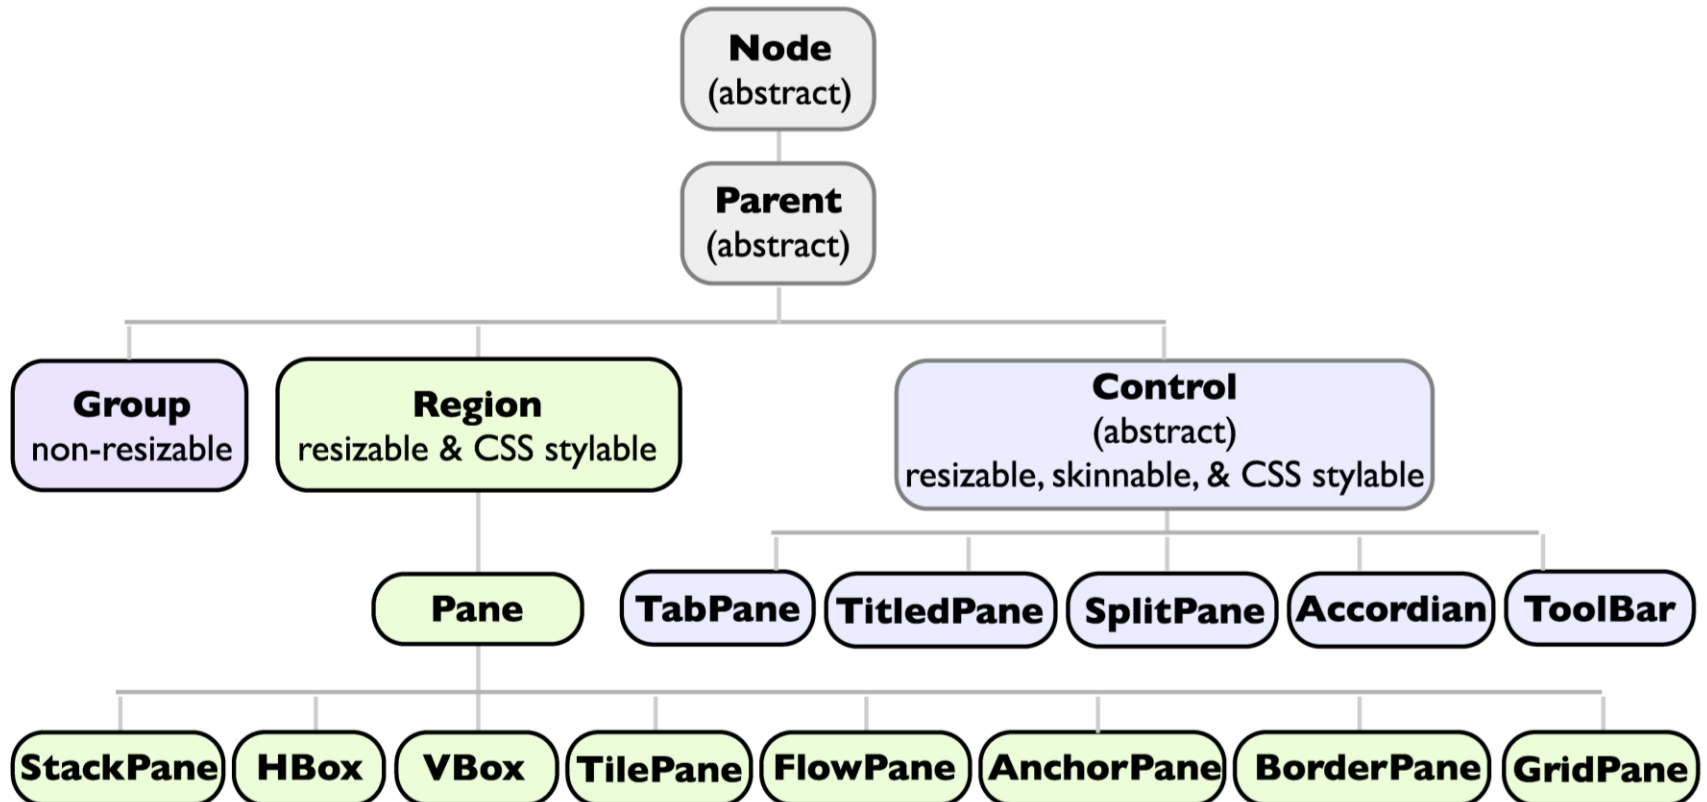 Node
(abstract)
Parent
(abstract)
Group
non-resizable
Region
resizable & CSS stylable
Control
(abstract)
resizable, skinnable, & CSS stylable
Pane
TabPane
TitledPane
SplitPane
Accordian
ToolBar
StackPane
HBox
VBox
TilePane
FlowPane
AnchorPane
BorderPane
GridPane